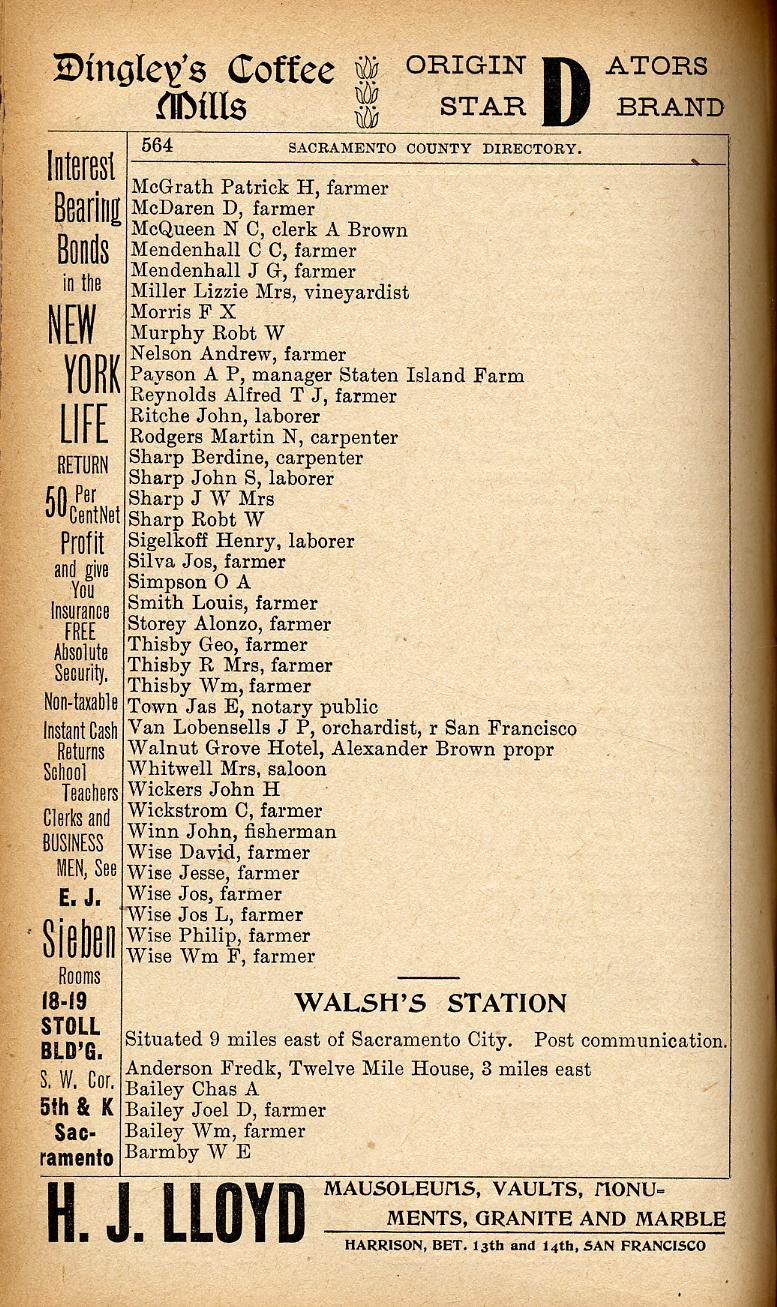 Dingley's Coffee
Mills
ORIGIN D ATORS
STAR BRAND
564 SACRAMENTO COUNTY DIRECTORY.
Interest
Bearing
Bonds
in the
NEW
YORK
LIFE
RETURN
50 Per
Cent Net
Profit
and give
You
Insurance
FREE
Absolute
Security.
Non-taxable
Instant Cash
Returns
School
Teachers
Clerks and
BUSINESS
MEN, See
E. J.
Sieben
Rooms
18-19
STOLL
BLD'G.
S. W. Cor.
5th & K
Sac-
ramento
McGrath Patrick H, farmer
McDaren D, farmer
McQueen N C, clerk A Brown
Mendenhall C C, farmer
Mendenhall J G, farmer
Miller Lizzie Mrs, vineyardist
Morris F X
Murphy Robt W
Nelson Andrew, farmer
Payson A P, manager Staten Island Farm
Reynolds Alfred T J, farmer
Ritche John, laborer
Rodgers Martin N, carpenter
Sharp Berdine, carpenter
Sharp John S, laborer
Sharp J W Mrs
Sharp Robt W
Sigelkoff Henry, laborer
Silva Jos, farmer
Simpson O A
Smith Louis, farmer
Storey Alonzo, farmer
Thisby Geo, farmer
Thisby R Mrs, farmer
Thisby Wm, farmer
Town Jas E, notary public
Van Lobensells J P, orchardist, r San Francisco
Walnut Grove Hotel, Alexander Brown propr
Whitwell Mrs, saloon
Wickers John H
Wickstrom C, farmer
Winn John, fisherman
Wise David, farmer
Wise Jesse, farmer
Wise Jos, farmer
Wise Jos L, farmer
Wise Philip, farmer
Wise Wm F, farmer
WALSH'S STATION
Situated 9 miles east of Sacramento City. Post communication.
Anderson Fredk, Twelve Mile House, 3 miles east
Bailey Chas A
Bailey Joel D, farmer
Bailey Wm, farmer
Barmby W E
H. J. LLOYD
MAUSOLEUMS, VAULTS, MONU-
MENTS, GRANITE AND MARBLE
HARRISON, BET. 13th and 14th, SAN FRANCISCO